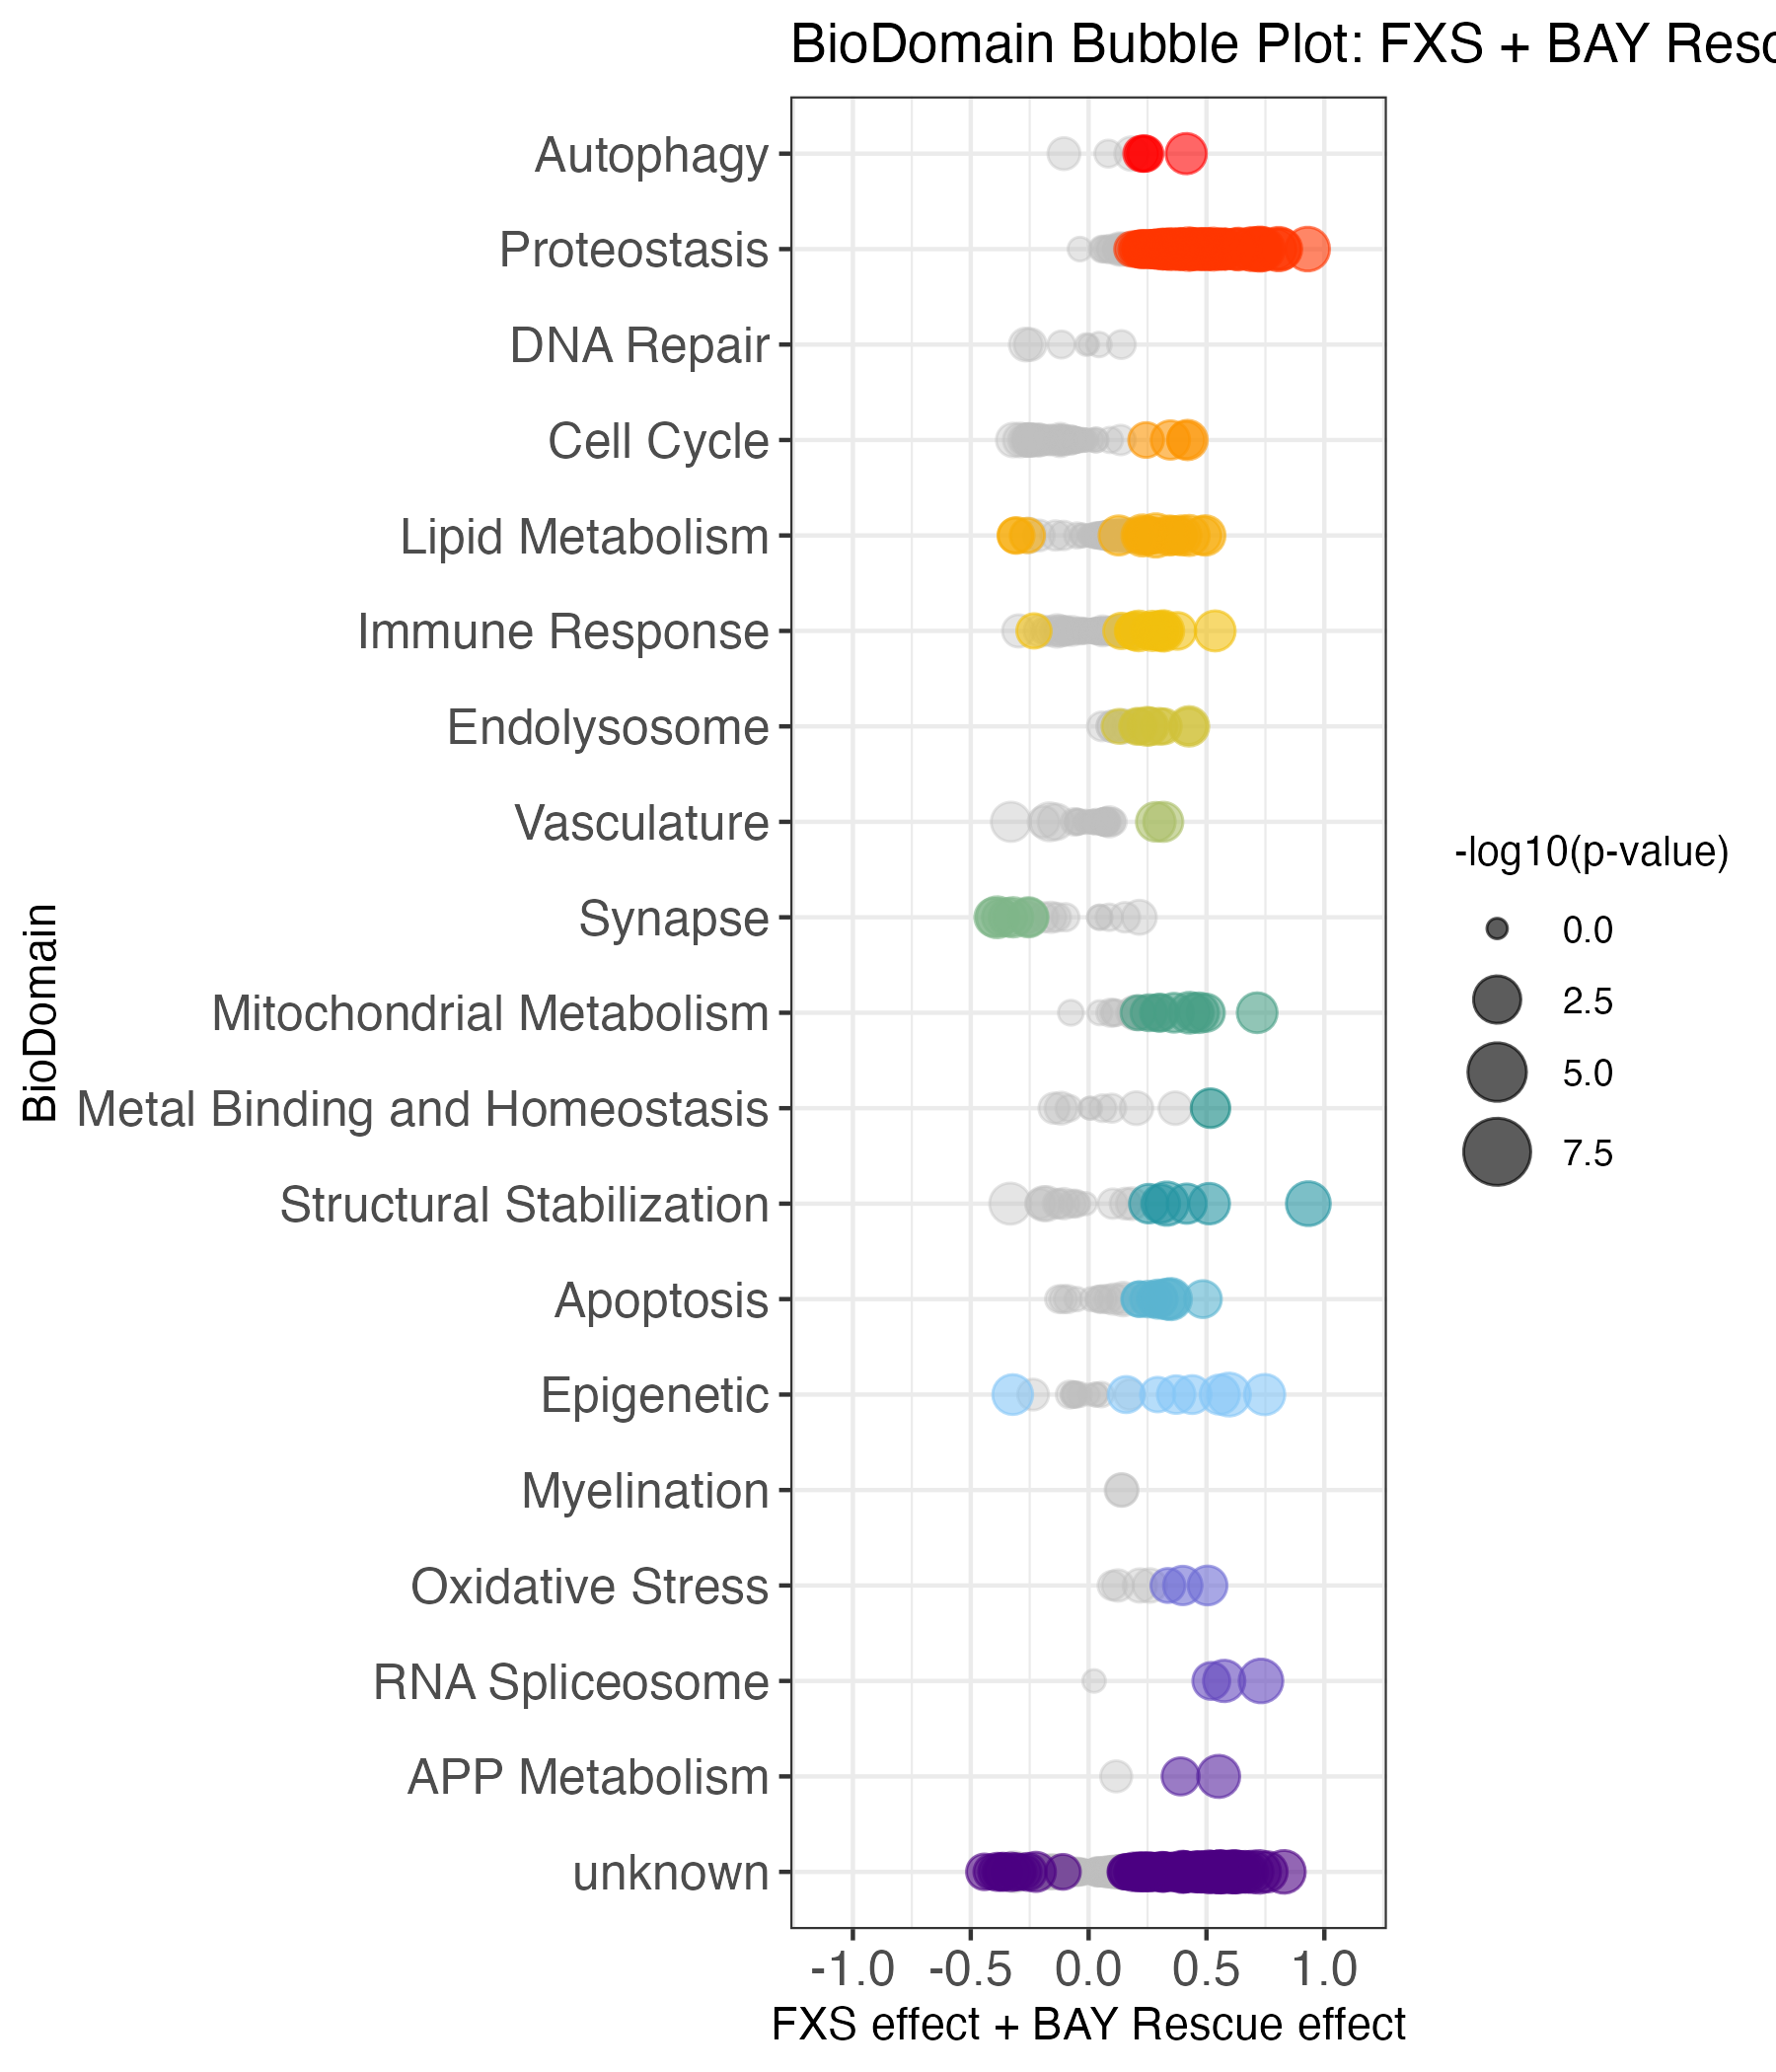 BioDomain Bubble Plot: FXS + BAY Resc
Autophagy
Proteostasis
DNA Repair
Cell Cycle
Lipid Metabolism
Immune Response
Endolysosome
Vasculature
Synapse
Mitochondrial Metabolism
Metal Binding and Homeostasis
Structural Stabilization
Apoptosis
Epigenetic
Myelination
Oxidative Stress
RNA Spliceosome
APP Metabolism
unknown
BioDomain
-1.0 -0.5 0.0 0.5 1.0
FXS effect + BAY Rescue effect
-log10(p-value)
0.0
2.5
5.0
7.5